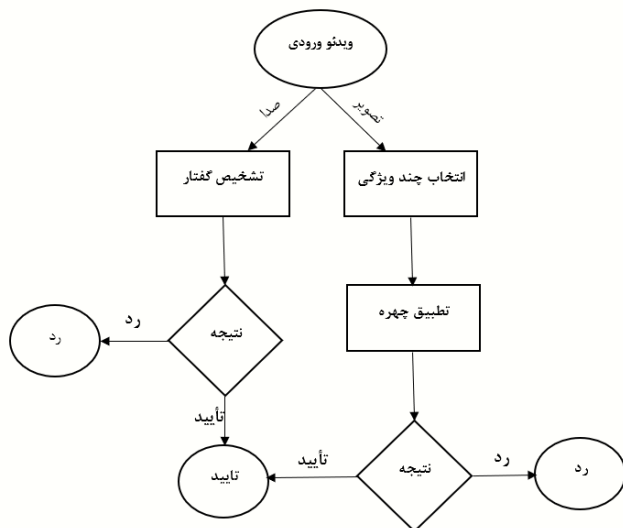 ویدئو ورودی
تصویر
صدا
انتخاب چند ویژگی
تشخیص گفتار
تطبیق چهره
نتیجه
رد
رد
تأیید
نتیجه
رد
رد
تأیید
تایید